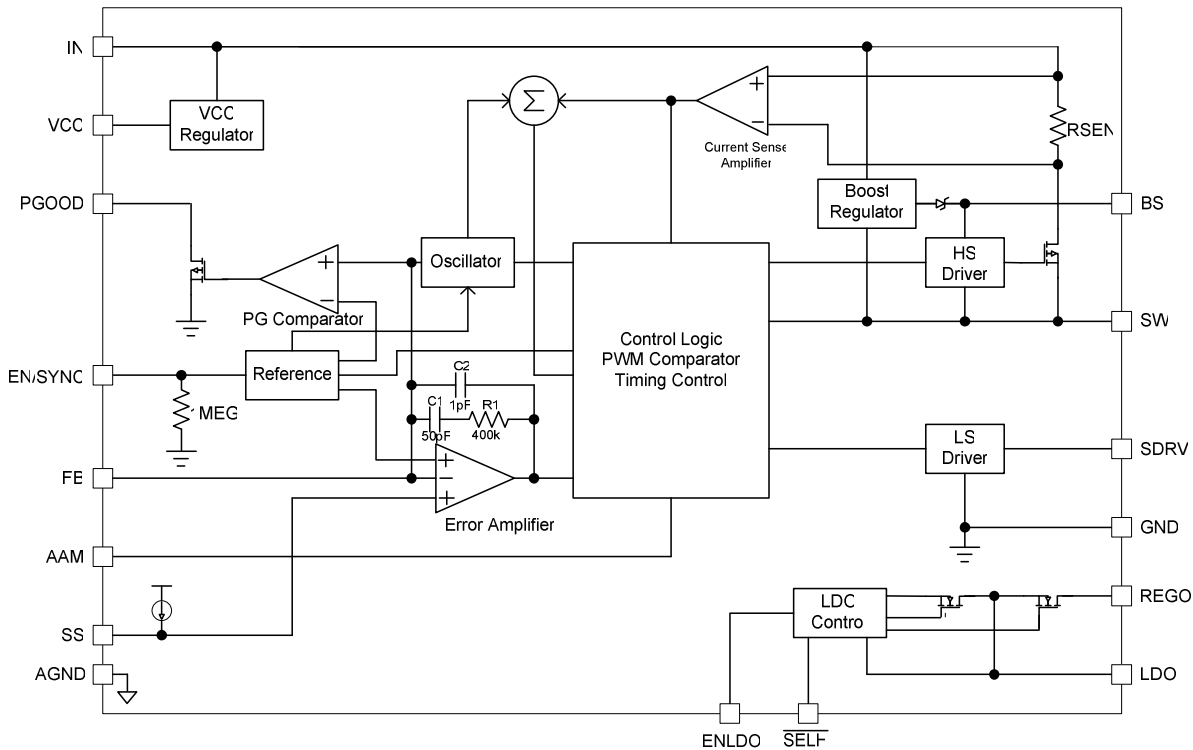 IN
VCC
Regulator
VCC
PGOOD
PG Comparator
Oscillator
Σ
Current Sense
Amplifier
RSEN
Boost
Regulator
BS
HS
Driver
SW
Control Logic
PWM Comparator
Timing Control
EN/SYNC
Reference
MEG
C2
1pF
C1
50pF
R1
400k
FB
Error Amplifier
LS
Driver
SDRV
GND
AAM
SS
AGND
LDO
Control
REGO
LDO
ENLDO
SELF
+
−
+
−
+
−
+